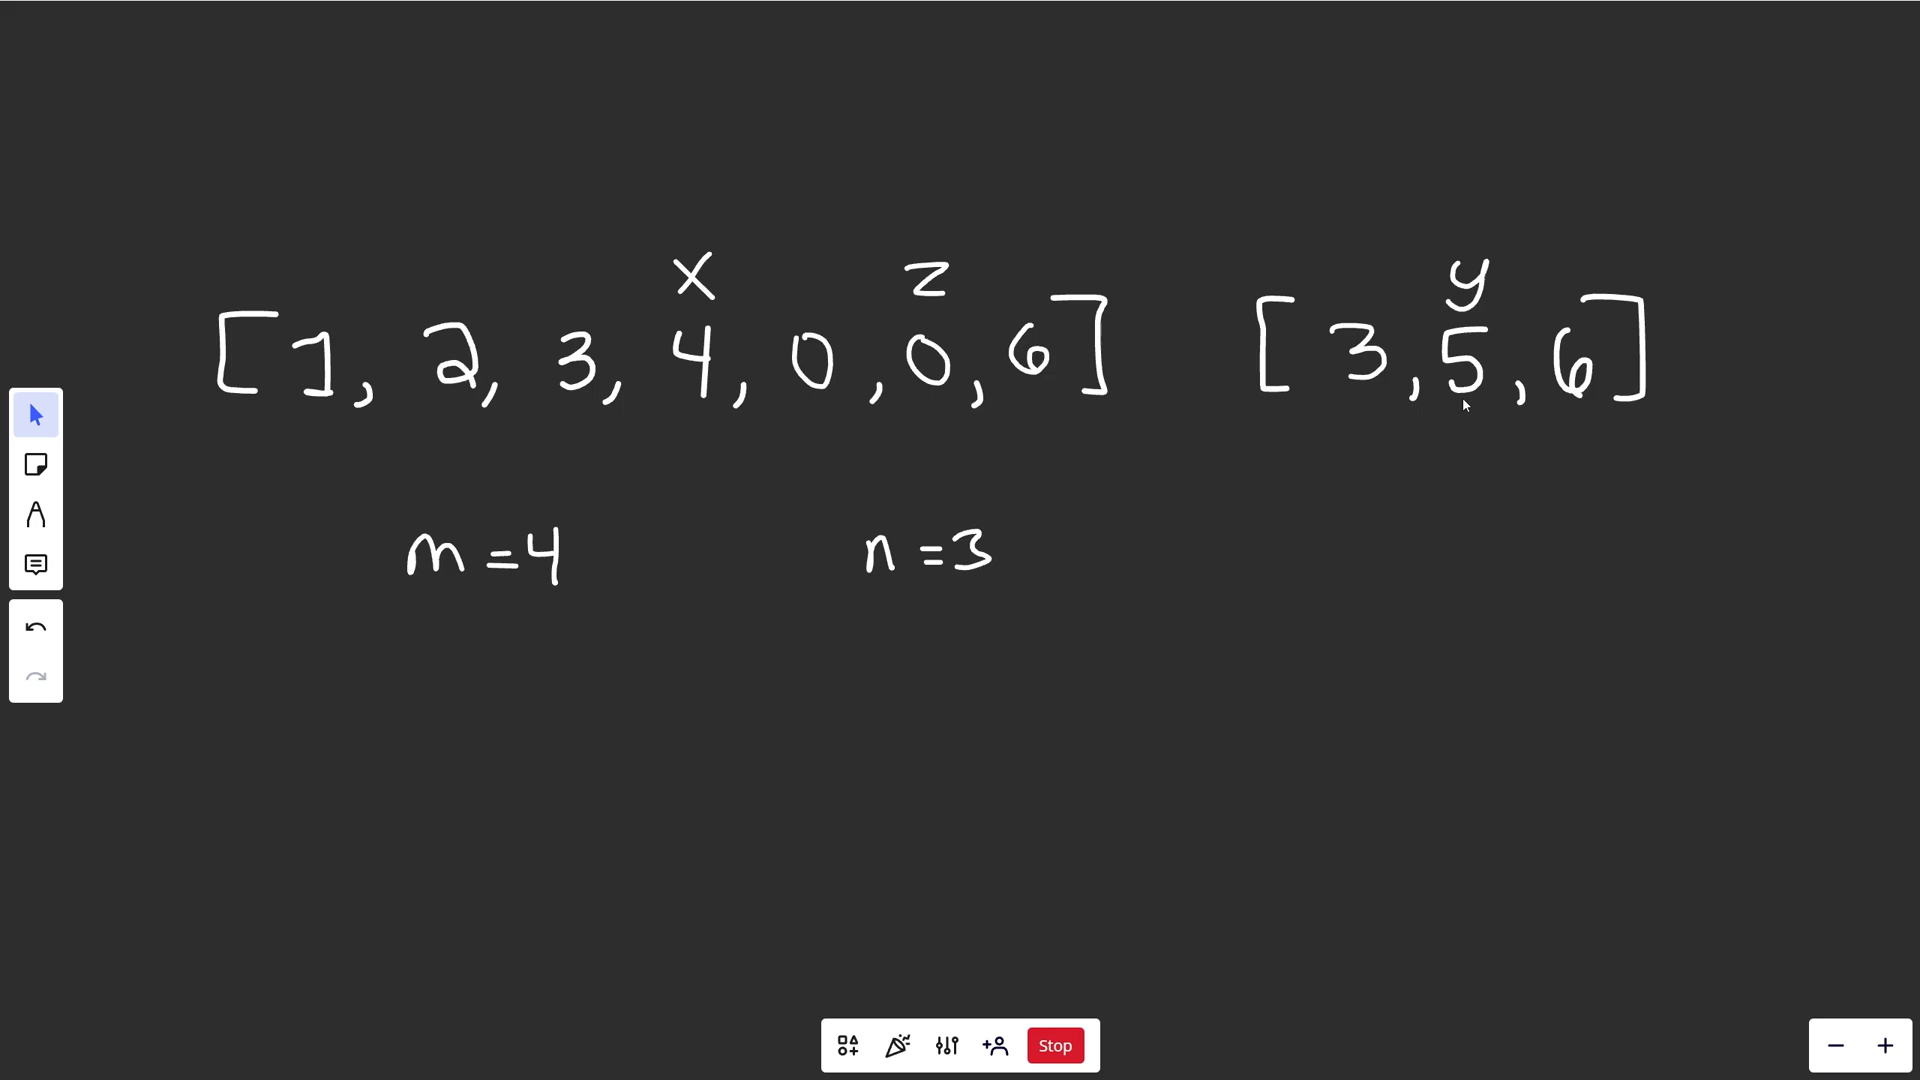 x z y
[1, 2, 3, 4, 0, 0, 6] [3, 5, 6]
m = 4 n = 3
Stop